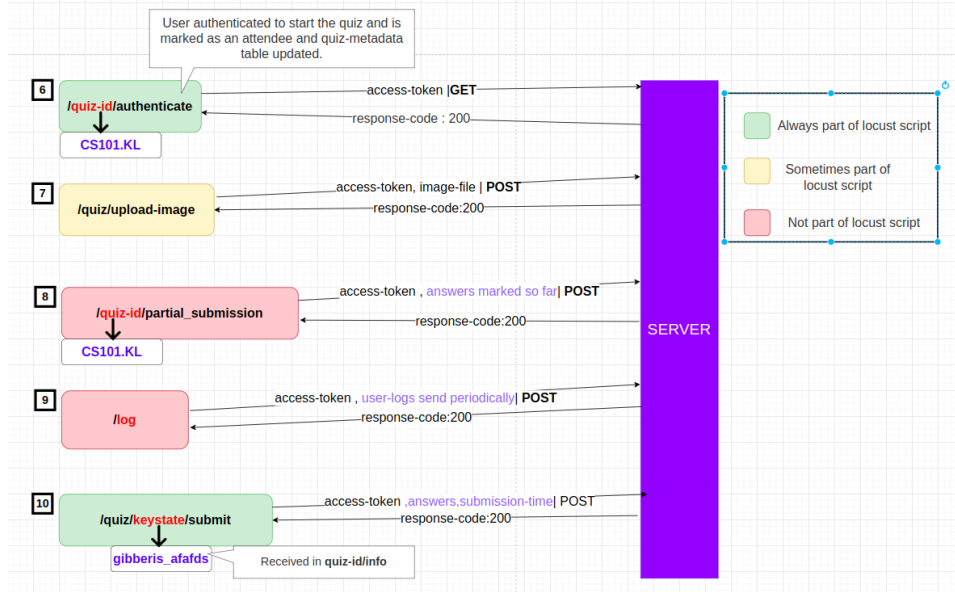 User authenticated to start the quiz and is
marked as an attendee and quiz-metadata
table updated.
6
/quiz-id/authenticate
CS101.KL
access-token |GET
response-code : 200
7
/quiz/upload-image
access-token, image-file | POST
response-code:200
8
/quiz-id/partial_submission
CS101.KL
access-token , answers marked so far| POST
response-code:200
9
/log
access-token , user-logs send periodically| POST
response-code:200
10
/quiz/keystate/submit
gibberis_afafds
Received in quiz-id/info
access-token ,answers,submission-time| POST
response-code:200
SERVER
Always part of locust script
Sometimes part of
locust script
Not part of locust script